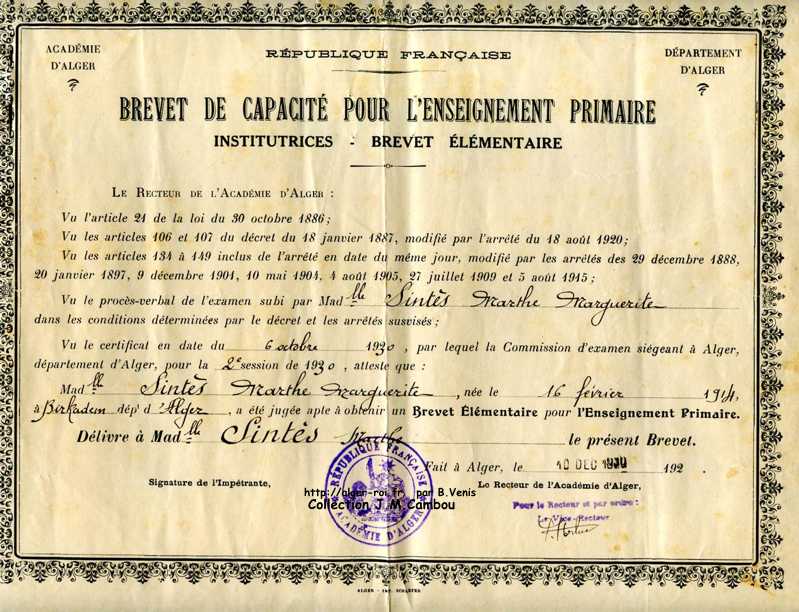 ACADÉMIE
D'ALGER
RÉPUBLIQUE FRANÇAISE
DÉPARTEMENT
D'ALGER
BREVET DE CAPACITÉ POUR L'ENSEIGNEMENT PRIMAIRE
INSTITUTRICES - BREVET ÉLÉMENTAIRE
LE RECTEUR DE L'ACADÉMIE D'ALGER :
Vu l'article 21 de la loi du 30 octobre 1886;
Vu les articles 106 et 107 du décret du 18 janvier 1887, modifié par l'arrêté du 18 août 1920;
Vu les articles 134 à 149 inclus de l'arrêté en date du même jour, modifié par les arrêtés des 29 décembre 1888,
20 janvier 1897, 9 décembre 1901, 10 mai 1904, 4 août 1905, 27 juillet 1909 et 5 août 1915;
Vu le procès-verbal de l'examen subi par Madlle Sintès Marthe Marguerite
dans les conditions déterminées par le décret et les arrêtés susvisés;
Vu le certificat en date du 6 octobre 1930, par lequel la Commission d'examen siégeant à Alger,
département d'Alger, pour la 2e session de 1930, atteste que :
Madlle Sintès Marthe Marguerite, née le 16 février 1914,
à Birkadem dépt d'Alger, a été jugée apte à obtenir un Brevet Élémentaire pour l'Enseignement Primaire.
Délivré à Madlle Sintès Marthe le présent Brevet.
Fait à Alger, le 10 DEC 1930 192 .
Signature de l'Impétrante,
Le Recteur de l'Académie d'Alger,
RÉPUBLIQUE FRANÇAISE
ACADÉMIE D'ALGER
http://alger-roi.fr, par B.Venis
Collection J.M.Cambou
Pour le Recteur et par ordre :
Le Vice-Recteur
ALGER - IMP. SCHAEFER